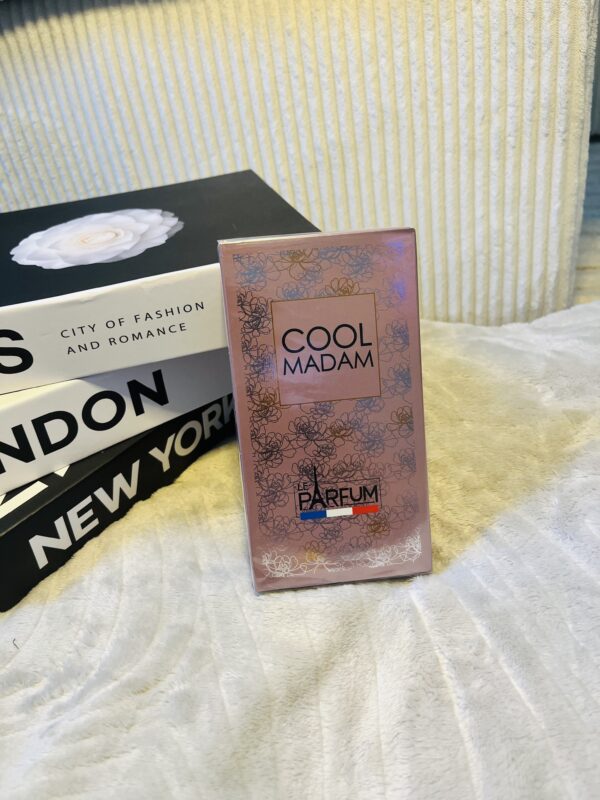 S
CITY OF FASHION
AND ROMANCE
NDON
NEW YORK
COOL
MADAM
LE
PARFUM